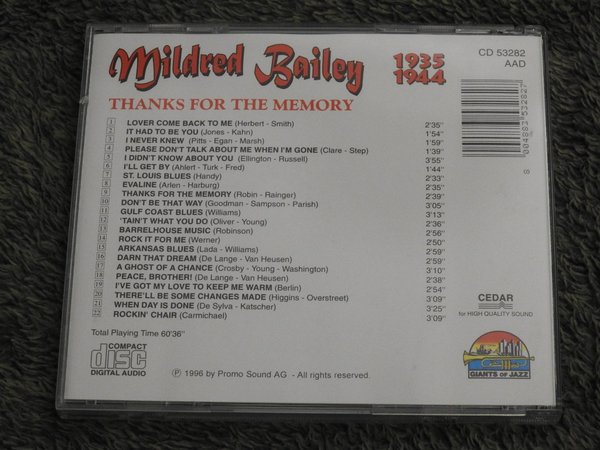 Mildred Bailey 1935 1944
CD 53282
AAD
THANKS FOR THE MEMORY
1 LOVER COME BACK TO ME (Herbert - Smith) 2'35"
2 IT HAD TO BE YOU (Jones - Kahn) 1'54"
3 I NEVER KNEW (Pitts - Egan - Marsh) 1'59"
4 PLEASE DON'T TALK ABOUT ME WHEN I'M GONE (Clare - Step) 1'39"
5 I DIDN'T KNOW ABOUT YOU (Ellington - Russell) 3'55"
6 I'LL GET BY (Ahlert - Turk - Fred) 1'44"
7 ST. LOUIS BLUES (Handy) 2'33"
8 EVALINE (Arlen - Harburg) 2'35"
9 THANKS FOR THE MEMORY (Robin - Rainger) 2'39"
10 DON'T BE THAT WAY (Goodman - Sampson - Parish) 3'05"
11 GULF COAST BLUES (Williams) 3'13"
12 'TAIN'T WHAT YOU DO (Oliver - Young) 2'36"
13 BARRELHOUSE MUSIC (Robinson) 2'56"
14 ROCK IT FOR ME (Werner) 2'50"
15 ARKANSAS BLUES (Lada - Williams) 2'59"
16 DARN THAT DREAM (De Lange - Van Heusen) 2'59"
17 A GHOST OF A CHANCE (Crosby - Young - Washington) 3'10"
18 PEACE, BROTHER! (De Lange - Van Heusen) 2'38"
19 I'VE GOT MY LOVE TO KEEP ME WARM (Berlin) 2'54"
20 THERE'LL BE SOME CHANGES MADE (Higgins - Overstreet) 3'09"
21 WHEN DAY IS DONE (De Sylva - Katscher) 3'25"
22 ROCKIN' CHAIR (Carmichael) 3'09"
8 004883 532827
Total Playing Time 60'36"
CEDAR
for HIGH QUALITY SOUND
COMPACT
disc
DIGITAL AUDIO
℗ 1996 by Promo Sound AG - All rights reserved.
GIANTS OF JAZZ